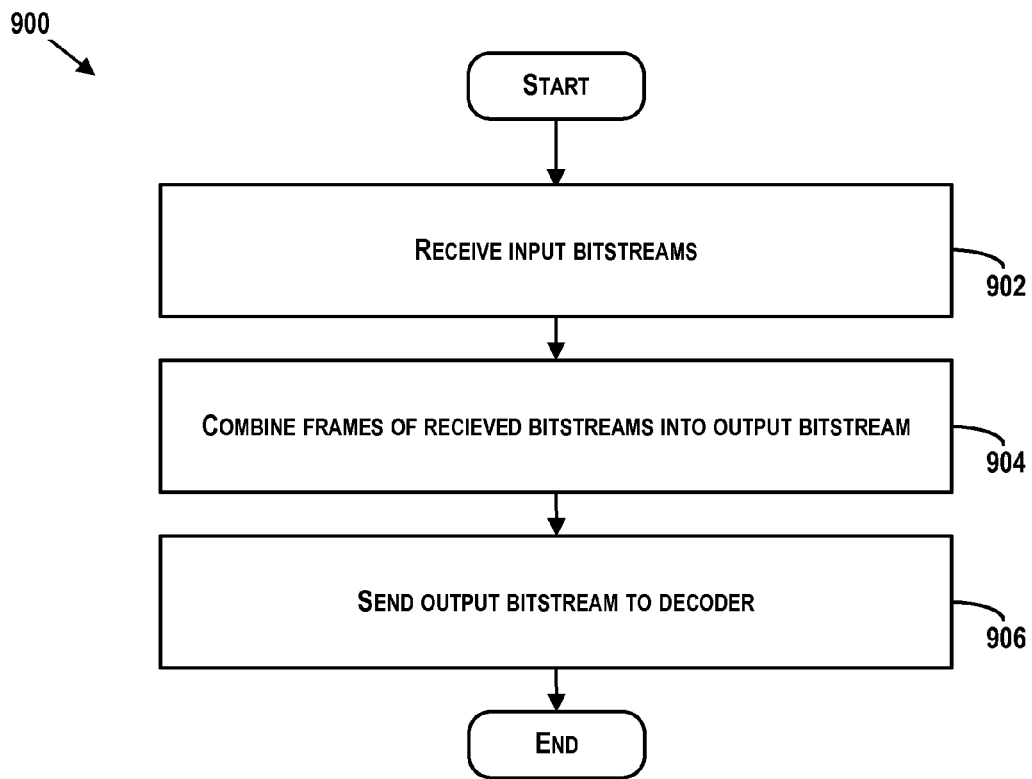 900
START
RECEIVE INPUT BITSTREAMS
902
COMBINE FRAMES OF RECIEVED BITSTREAMS INTO OUTPUT BITSTREAM
904
SEND OUTPUT BITSTREAM TO DECODER
906
END